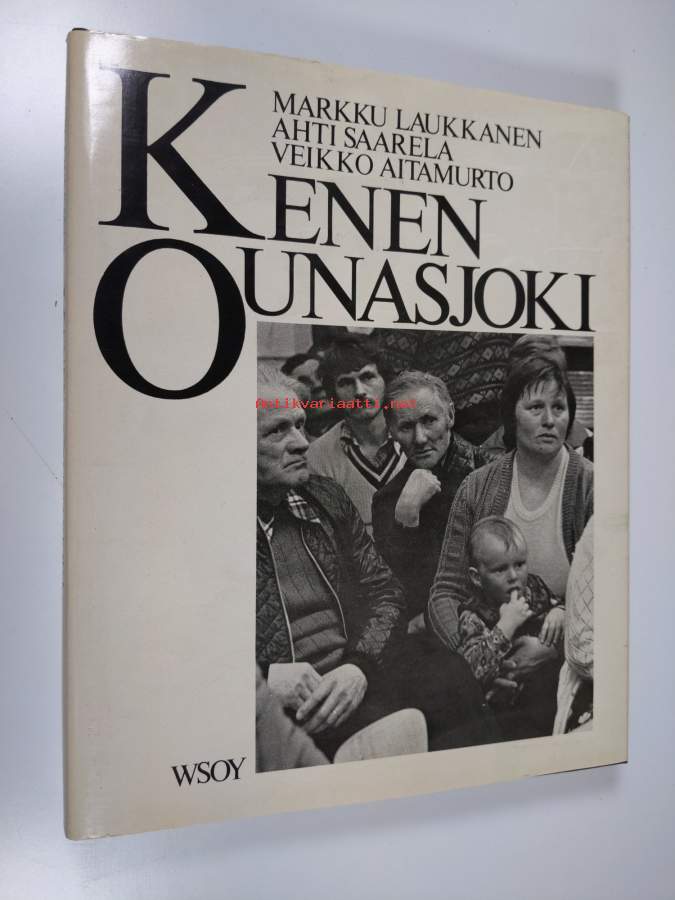 MARKKU LAUKKANEN
AHTI SAARELA
VEIKKO AITAMURTO
KENEN
OUNASJOKI
Antikvariaatti.net
WSOY